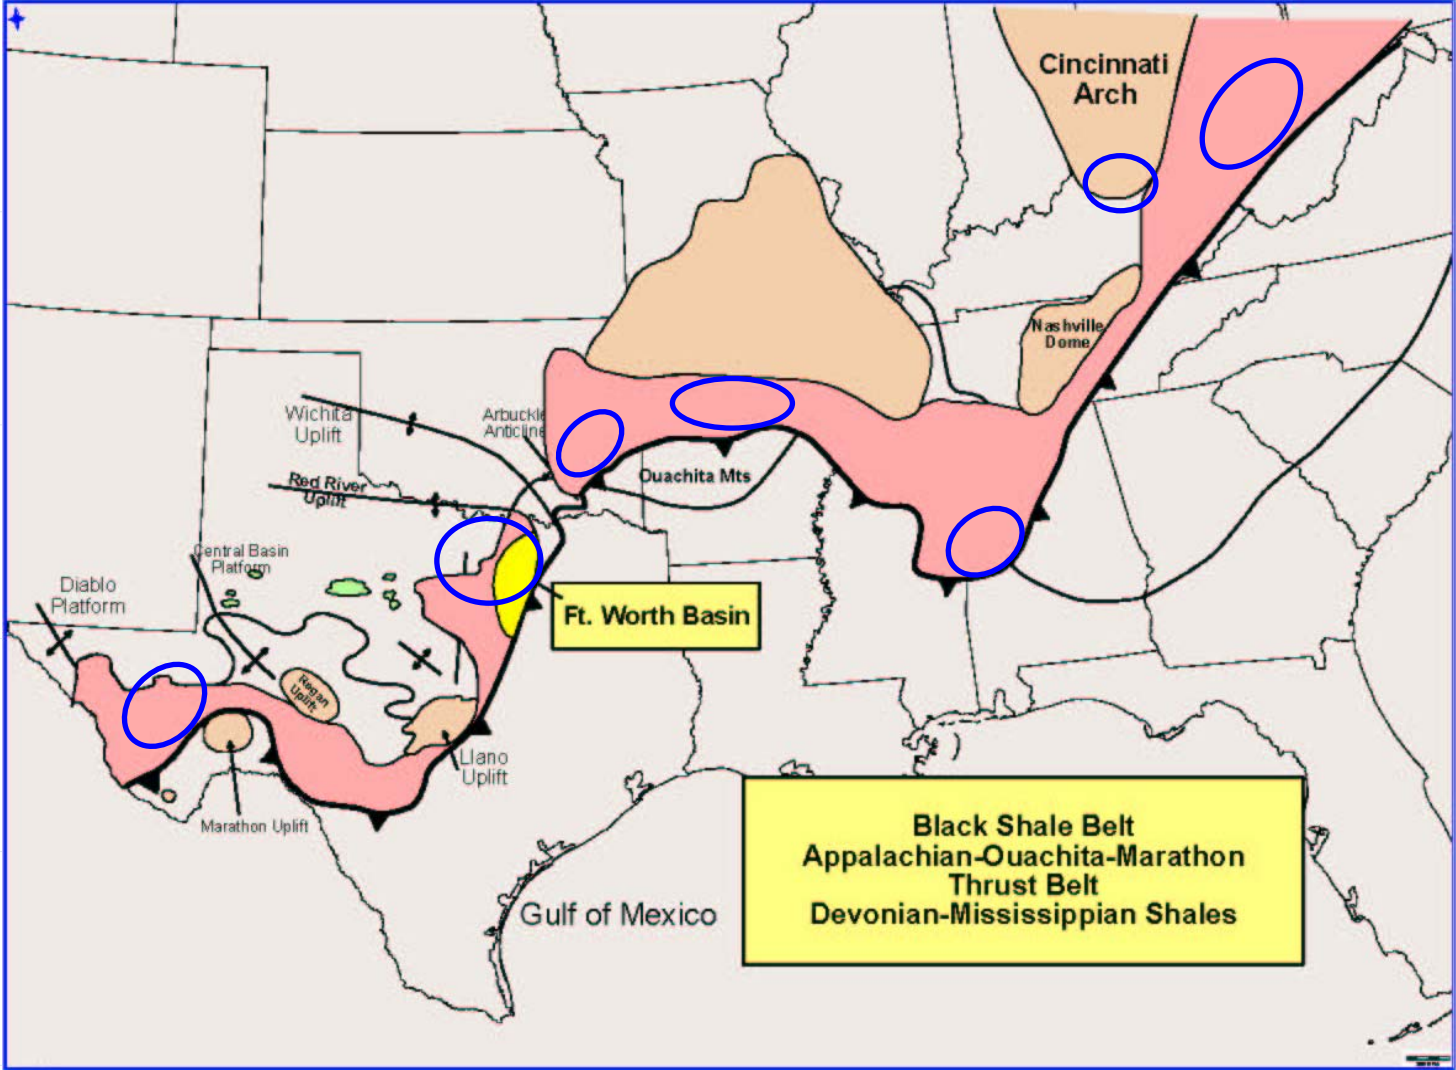 Cincinnati
Arch
Nashville
Dome
Wichita
Uplift
Arbuckle
Anticline
Red River
Uplift
Ouachita Mts
Central Basin
Platform
Diablo
Platform
Ft. Worth Basin
Regan
Uplift
Llano
Uplift
Marathon Uplift
Black Shale Belt
Appalachian-Ouachita-Marathon
Thrust Belt
Devonian-Mississippian Shales
Gulf of Mexico